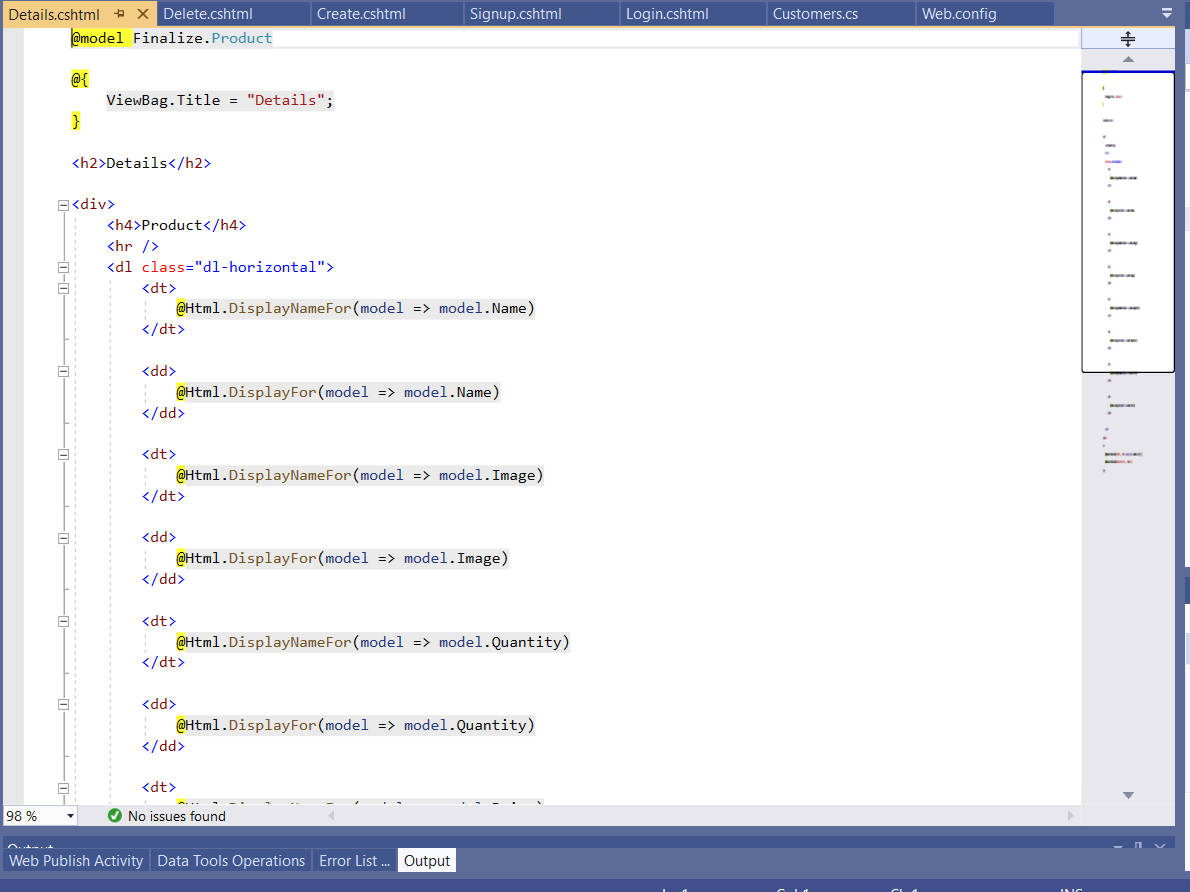 Details.cshtml Delete.cshtml Create.cshtml Signup.cshtml Login.cshtml Customers.cs Web.config
@model Finalize.Product
@{
ViewBag.Title = "Details";
}
<h2>Details</h2>
<div>
<h4>Product</h4>
<hr />
<dl class="dl-horizontal">
<dt>
@Html.DisplayNameFor(model => model.Name)
</dt>
<dd>
@Html.DisplayFor(model => model.Name)
</dd>
<dt>
@Html.DisplayNameFor(model => model.Image)
</dt>
<dd>
@Html.DisplayFor(model => model.Image)
</dd>
<dt>
@Html.DisplayNameFor(model => model.Quantity)
</dt>
<dd>
@Html.DisplayFor(model => model.Quantity)
</dd>
<dt>
98 % No issues found
Output
Web Publish Activity Data Tools Operations Error List ... Output